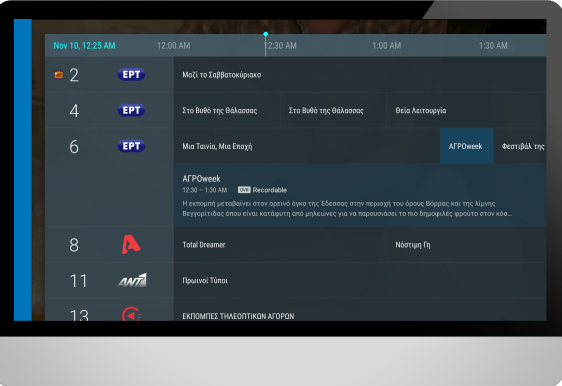 Nov 10, 12:25 AM
12:00 AM
12:30 AM
1:00 AM
1:30 AM
2
ΕΡΤ
Μαζί το Σαββατοκύριακο
4
ΕΡΤ
Στο Βυθό της Θάλασσας
Στο Βυθό της Θάλασσας
Θεία Λειτουργία
6
ΕΡΤ
Μια Ταινία, Μια Εποχή
ΑΓΡΟweek
Φεστιβάλ της
ΑΓΡΟweek
12:30 – 1:30 AM DVR Recordable
Η εκπομπή μεταβαίνει στον ορεινό όγκο της Έδεσσας στην περιοχή του όρους Βόρρας και της λίμνης
Βεγγορίτιδας όπου είναι κατάφυτη από μηλεώνες για να παρουσιάσει το πιο δημοφιλές φρούτο στον κόσ...
8
Total Dreamer
Νόστιμη Γη
11
ΑΝΤ1
Πρωινοί Τύποι
13
ΕΚΠΟΜΠΕΣ ΤΗΛΕΟΠΤΙΚΩΝ ΑΓΟΡΩΝ